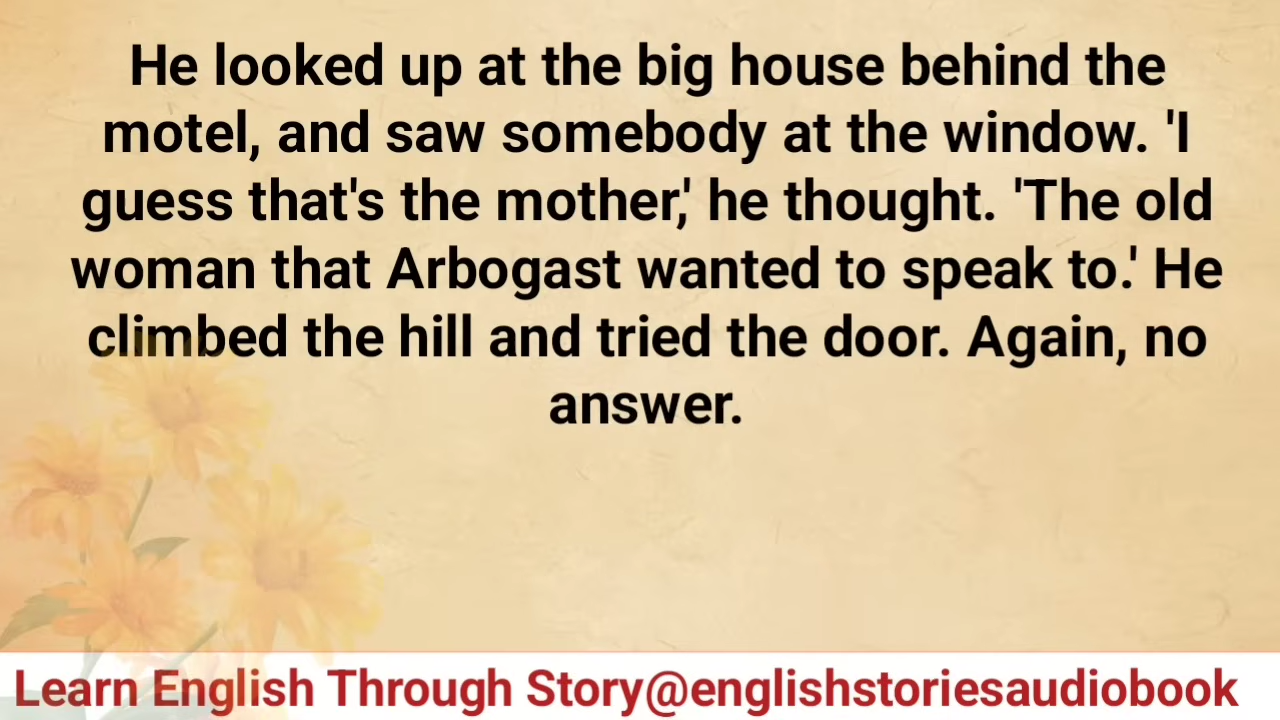 He looked up at the big house behind the
motel, and saw somebody at the window. 'I
guess that's the mother,' he thought. 'The old
woman that Arbogast wanted to speak to.' He
climbed the hill and tried the door. Again, no
answer.
Learn English Through Story@englishstoriesaudiobook